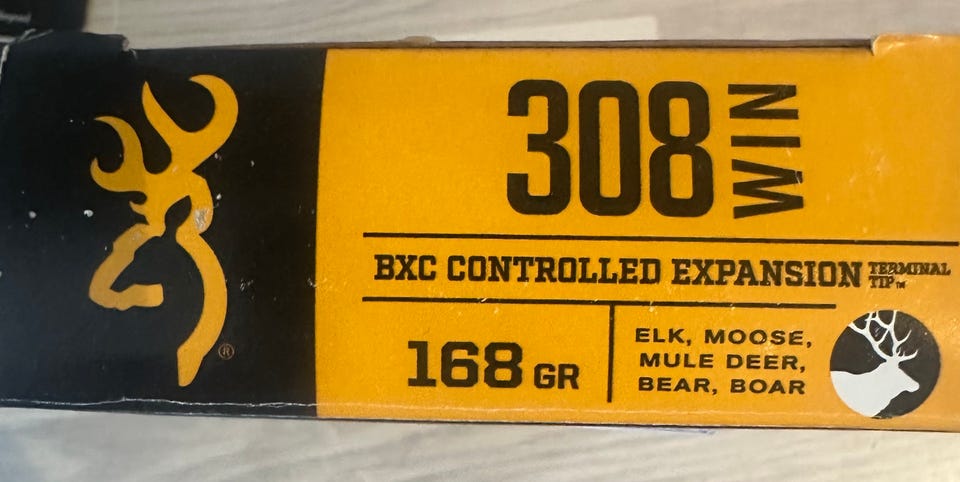 308 WIN
BXC CONTROLLED EXPANSION TERMINAL TIP™
168 GR
ELK, MOOSE,
MULE DEER,
BEAR, BOAR
®